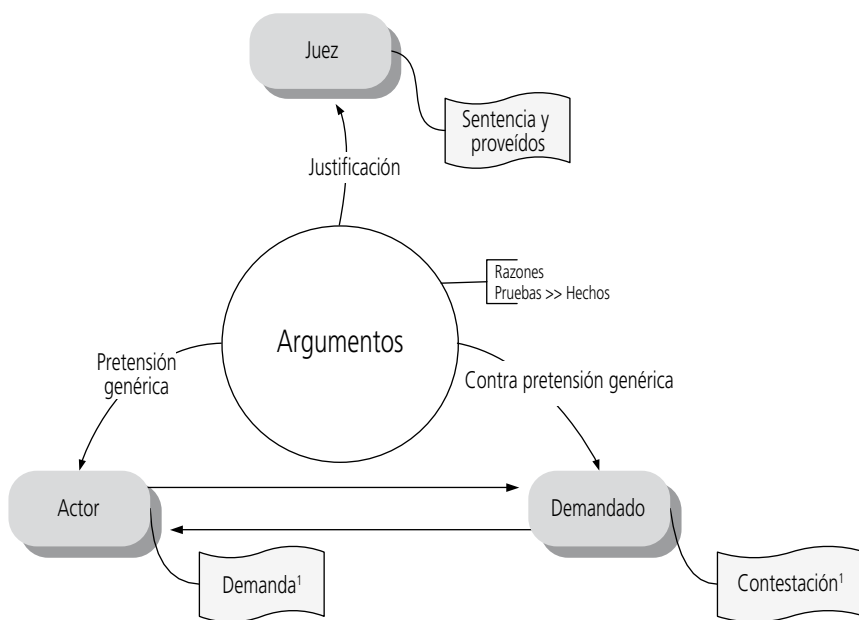 Juez
Sentencia y
proveídos
Justificación
Razones
Pruebas >> Hechos
Argumentos
Pretensión
genérica
Contra pretensión genérica
Actor
Demandado
Demanda¹
Contestación¹